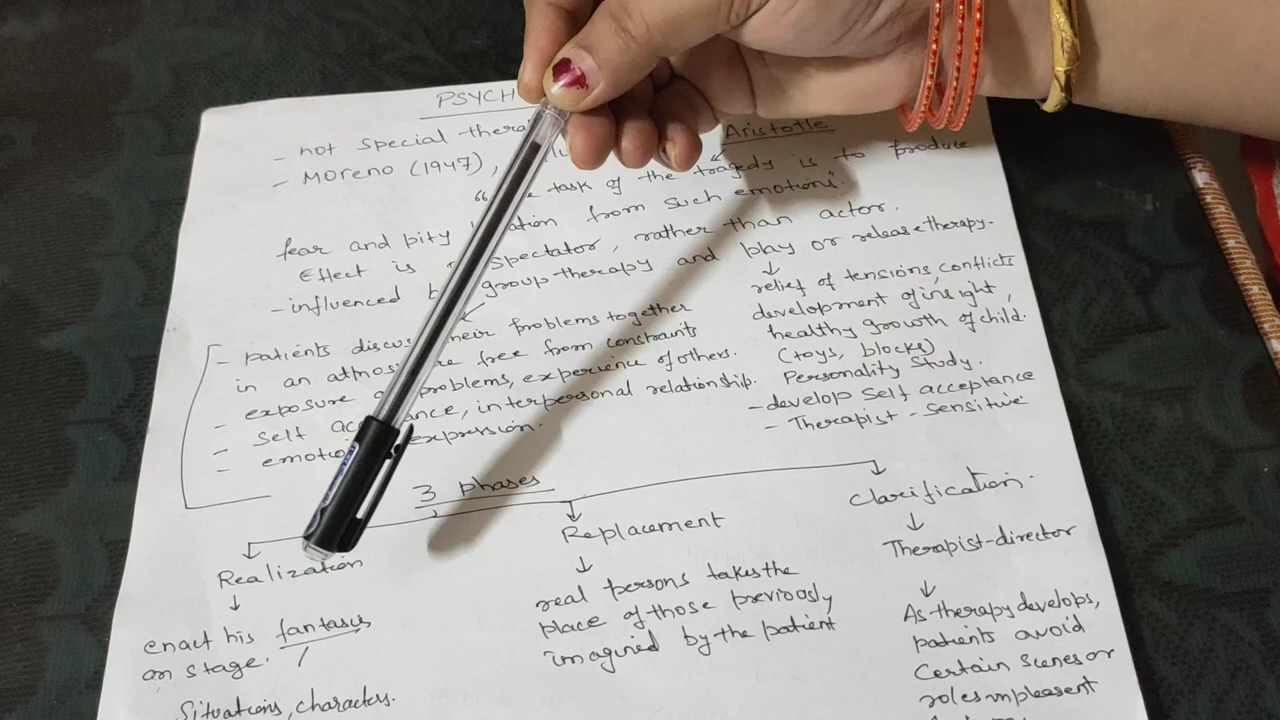 PSYCH
- not special thera
Aristotle
- Moreno (1947),
" task of the tragedy is to produce
fear and pity ation from such emotions".
Effect is spectator, rather than actor.
- influenced b group therapy and play or release therapy.
- patients discus heir problems together
in an atmos re free from constraints
- exposure problems, experience of others.
- Self acc ance, interpersonal relationship.
- emotio expression.
relief of tensions, conflicts
development of insight,
healthy growth of child.
(toys, blocks)
Personality study.
- develop self acceptance
- Therapist - Sensitive
3 phases
Realization
enact his fantasies
on stage.
Situations, characters.
Replacement
real persons takes the
place of those previously
imagined by the patient
Clarification.
Therapist-director
As therapy develops,
patients avoid
certain scenes or
roles unpleasent